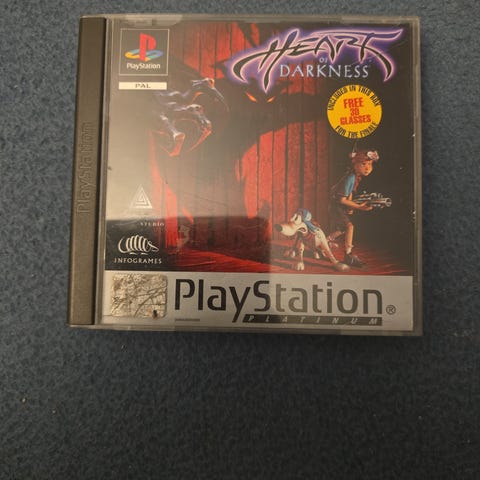 PlayStation
PlayStation
PAL
HEART
OF
DARKNESS
INCLUDED IN THIS BOX
FREE
3D
GLASSES
FOR THE FINALE
STUDIO
INFOGRAMES
PlayStation®
PLATINUM